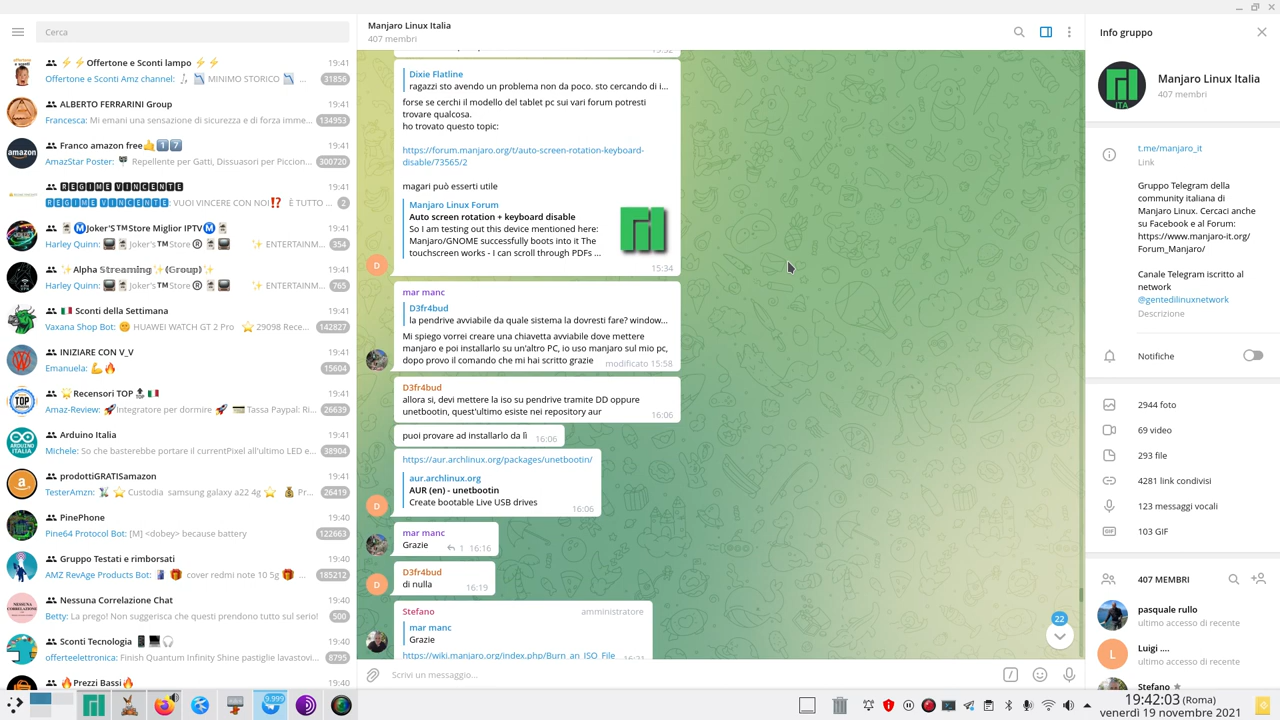 Cerca
⚡⚡Offertone e Sconti lampo ⚡⚡ 19:41
Offertone e Sconti Amz channel: MINIMO STORICO ... 31856
ALBERTO FERRARINI Group 19:41
Francesca: Mi emani una sensazione di sicurezza e di forza imme... 134953
Franco amazon free🤙1️⃣7️⃣ 19:41
AmazStar Poster: Repellente per Gatti, Dissuasori per Piccion... 300720
🆁🅴🅶🅸🅼🅴 🆅🅸🅽🅲🅴🅽🆃🅴 19:41
🆁🅴🅶🅸🅼🅴 🆅🅸🅽🅲🅴🅽🆃🅴: VUOI VINCERE CON NOI⁉️ È TUTTO ... 2
🃏Ⓜ️Joker'S™️Store Miglior IPTVⓂ️🃏 19:41
Harley Quinn: 📺🃏Joker's™️Store®️🃏📺 ✨ ENTERTAINM... 354
✨Alpha 𝕊𝕥𝕣𝕖𝕒𝕞𝕚𝕟𝕘✨(𝔾𝕣𝕠𝕦𝕡)✨ 19:41
Harley Quinn: 📺🃏Joker's™️Store®️🃏📺 ✨ ENTERTAINM... 765
🇮🇹 Sconti della Settimana 19:41
Vaxana Shop Bot: HUAWEI WATCH GT 2 Pro ⭐ 29098 Rece... 142827
INIZIARE CON V_V 19:41
Emanuela: 💪🔥 15604
🌟Recensori TOP🔝🇮🇹 19:41
Amaz-Review: 🚀Integratore per dormire 🚀 💳 Tassa Paypal: Ri... 26639
Arduino Italia 19:41
Michele: So che basterebbe portare il currentPixel all'ultimo LED e... 38904
prodottiGRATISamazon 19:41
TesterAmzn: ⭐ Custodia samsung galaxy a22 4g ⭐ 💰 Pr... 26419
PinePhone 19:40
Pine64 Protocol Bot: [M] <dobey> because battery 122663
Gruppo Testati e rimborsati 19:40
AMZ RevAge Products Bot: 📱🎁 cover redmi note 10 5g 🎁 ... 185212
Nessuna Correlazione Chat 19:40
Betty: La prego! Non suggerisca che questi prendono tutto sul serio! 500
Sconti Tecnologia 📱💻🎧 19:40
offerteelettronica: Finish Quantum Infinity Shine pastiglie lavastovi... 8795
🔥Prezzi Bassi🔥 19:40
Manjaro Linux Italia
407 membri
15:32
Dixie Flatline
ragazzi sto avendo un problema non da poco. sto cercando di i...
forse se cerchi il modello del tablet pc sui vari forum potresti
trovare qualcosa.
ho trovato questo topic:
https://forum.manjaro.org/t/auto-screen-rotation-keyboard-
disable/73565/2
magari può esserti utile
Manjaro Linux Forum
Auto screen rotation + keyboard disable
So I am testing out this device mentioned here:
Manjaro/GNOME successfully boots into it The
touchscreen works - I can scroll through PDFs ...
15:34
D
mar manc
D3fr4bud
la pendrive avviabile da quale sistema la dovresti fare? window...
Mi spiego vorrei creare una chiavetta avviabile dove mettere
manjaro e poi installarlo su un'altro PC, io uso manjaro sul mio pc,
dopo provo il comando che mi hai scritto grazie modificato 15:58
D3fr4bud
allora si, devi mettere la iso su pendrive tramite DD oppure
unetbootin, quest'ultimo esiste nei repository aur 16:06
puoi provare ad installarlo da lì 16:06
https://aur.archlinux.org/packages/unetbootin/
aur.archlinux.org
AUR (en) - unetbootin
Create bootable Live USB drives
16:06
D
mar manc
Grazie 1 16:16
D3fr4bud
di nulla 16:19
D
Stefano amministratore
mar manc
Grazie
https://wiki.manjaro.org/index.php/Burn_an_ISO_File 16:21
22
Scrivi un messaggio...
Info gruppo
ITA
Manjaro Linux Italia
407 membri
t.me/manjaro_it
Link
Gruppo Telegram della
community italiana di
Manjaro Linux. Cercaci anche
su Facebook e al Forum:
https://www.manjaro-it.org/
Forum_Manjaro/
Canale Telegram iscritto al
network
@gentedilinuxnetwork
Descrizione
Notifiche
2944 foto
69 video
293 file
4281 link condivisi
123 messaggi vocali
103 GIF
407 MEMBRI
pasquale rullo
ultimo accesso di recente
L
Luigi ....
ultimo accesso di recente
Stefano ★
9.999
19:42:03 (Roma)
venerdì 19 novembre 2021